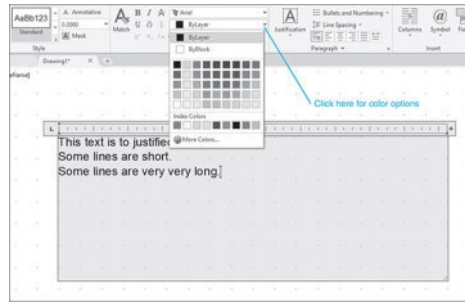 AaBb123
Annotative
0.2000
Mask
Standard
Match
Arial
ByLayer
ByLayer
ByBlock
Index Colors
More Colors...
Justification
Bullets and Numbering
Line Spacing
Columns
Symbol
Style
Paragraph
Insert
Drawing1*
Click here for color options
This text is to justified
Some lines are short.
Some lines are very very long.